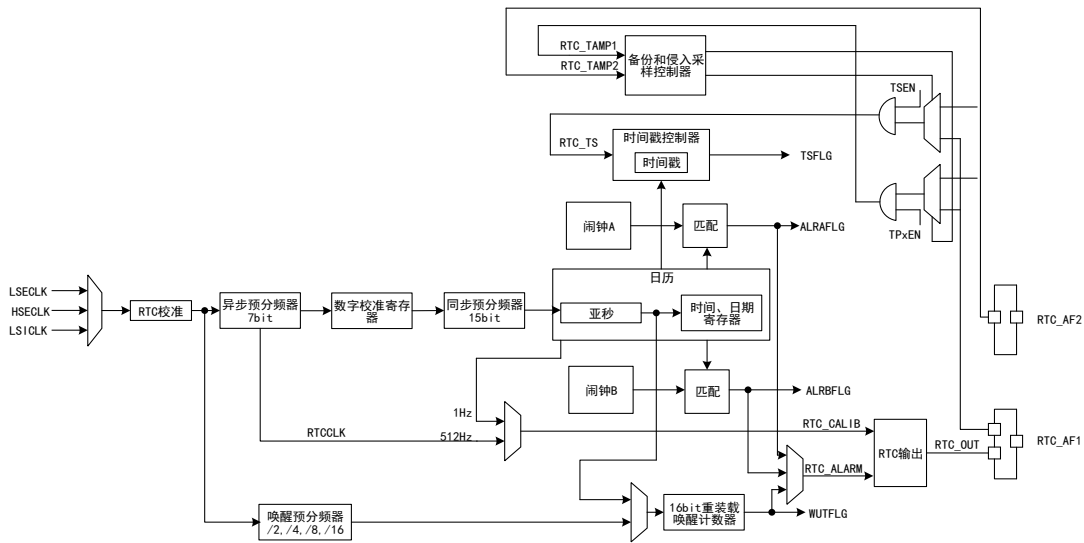 RTC_TAMP1
RTC_TAMP2
备份和侵入采
样控制器
TSEN
RTC_TS
时间戳控制器
时间戳
TSFLG
闹钟A
匹配
ALRAFLG
TPxEN
日历
LSECLK
HSECLK
LSICLK
RTC校准
异步预分频器
7bit
数字校准寄存
器
同步预分频器
15bit
亚秒
时间、日期
寄存器
RTC_AF2
闹钟B
匹配
ALRBFLG
1Hz
RTCCLK
512Hz
RTC_CALIB
RTC输出
RTC_OUT
RTC_AF1
RTC_ALARM
唤醒预分频器
/2,/4,/8,/16
16bit重装载
唤醒计数器
WUTFLG